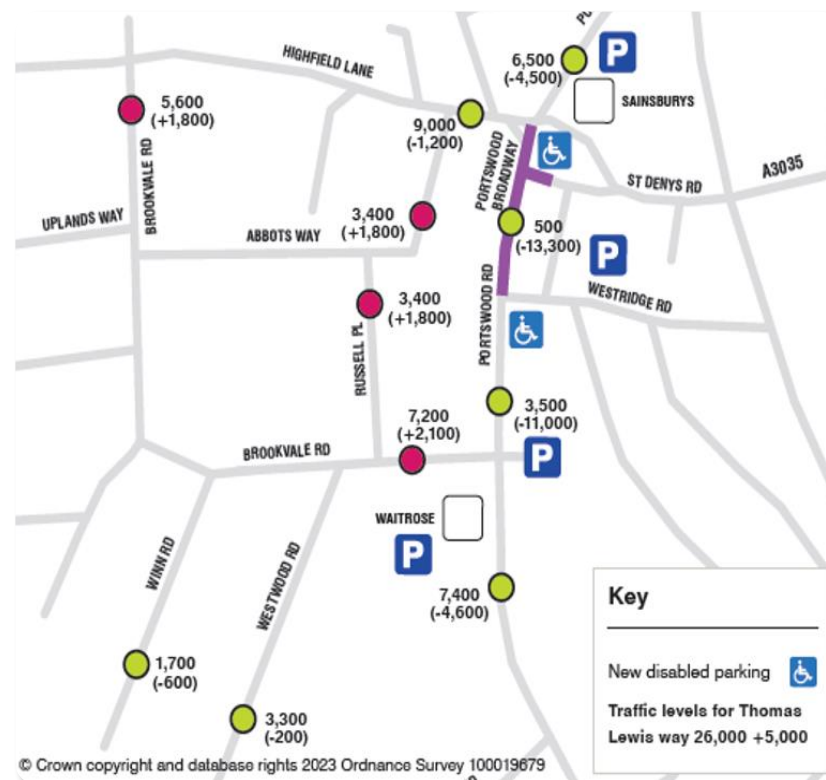 PO
HIGHFIELD LANE
6,500
(-4,500)
P
SAINSBURYS
5,600
(+1,800)
9,000
(-1,200)
PORTSWOOD
BROADWAY
ST DENYS RD
A3035
BROOKVALE RD
UPLANDS WAY
ABBOTS WAY
3,400
(+1,800)
500
(-13,300)
P
WESTRIDGE RD
PORTSWOOD RD
3,400
(+1,800)
RUSSELL PL
7,200
(+2,100)
3,500
(-11,000)
BROOKVALE RD
P
WAITROSE
P
WINN RD
WESTWOOD RD
7,400
(-4,600)
1,700
(-600)
3,300
(-200)
Key
New disabled parking
Traffic levels for Thomas
Lewis way 26,000 +5,000
© Crown copyright and database rights 2023 Ordnance Survey 100019679